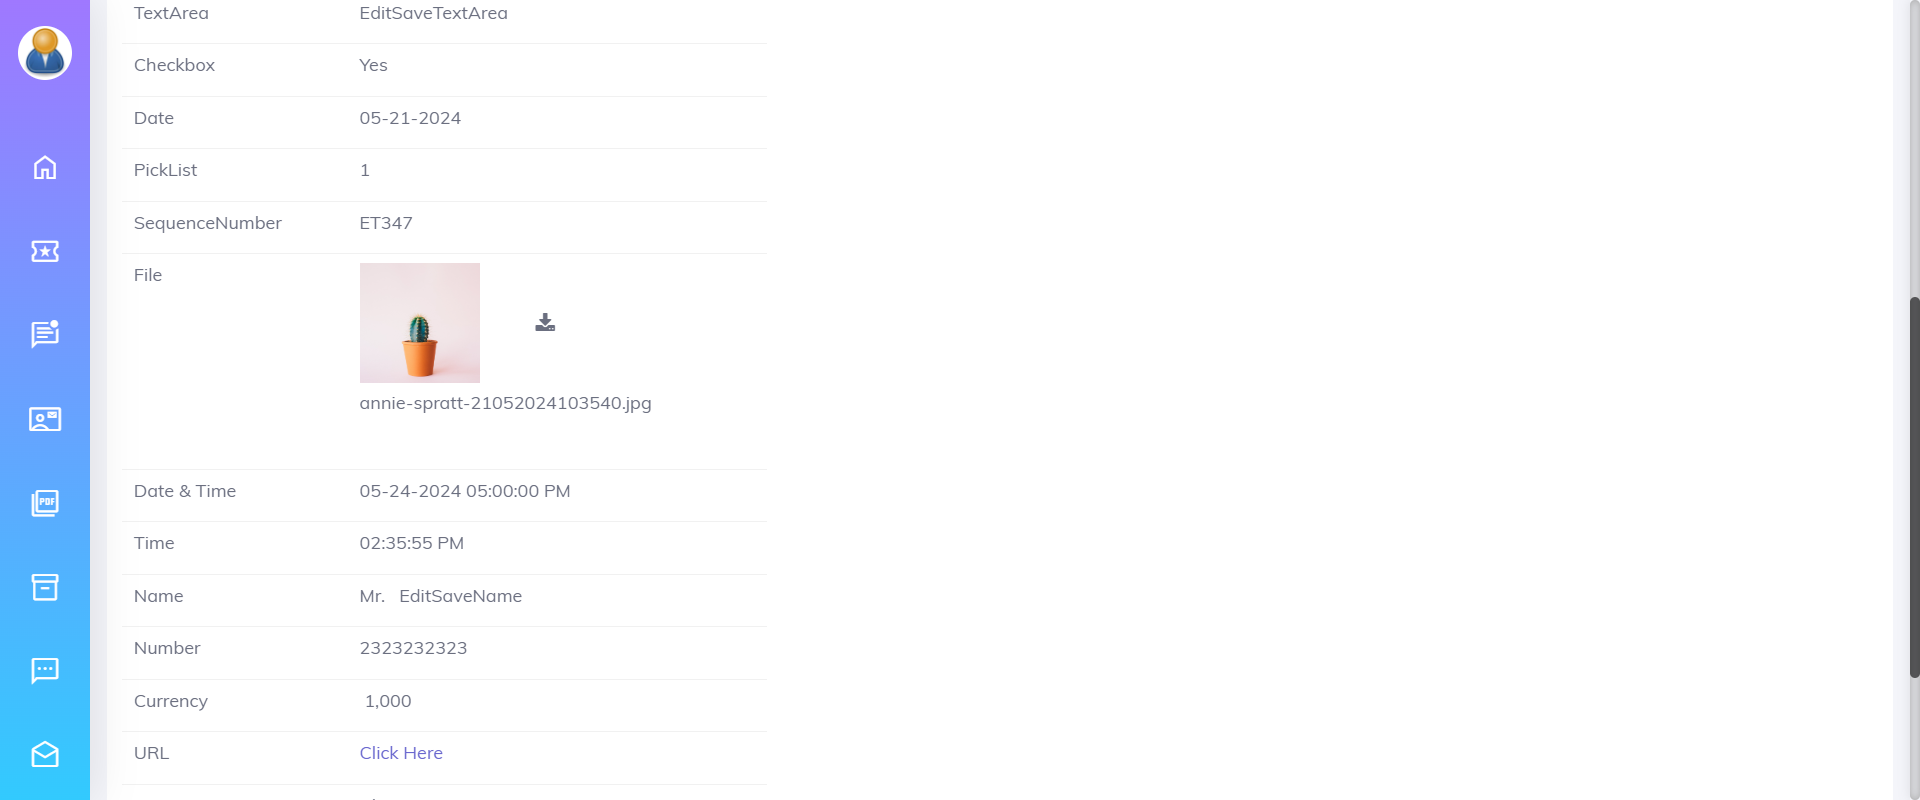 TextArea EditSaveTextArea
Checkbox Yes
Date 05-21-2024
PickList 1
SequenceNumber ET347
File
annie-spratt-21052024103540.jpg
Date & Time 05-24-2024 05:00:00 PM
Time 02:35:55 PM
Name Mr. EditSaveName
Number 2323232323
Currency 1,000
URL Click Here
PDF